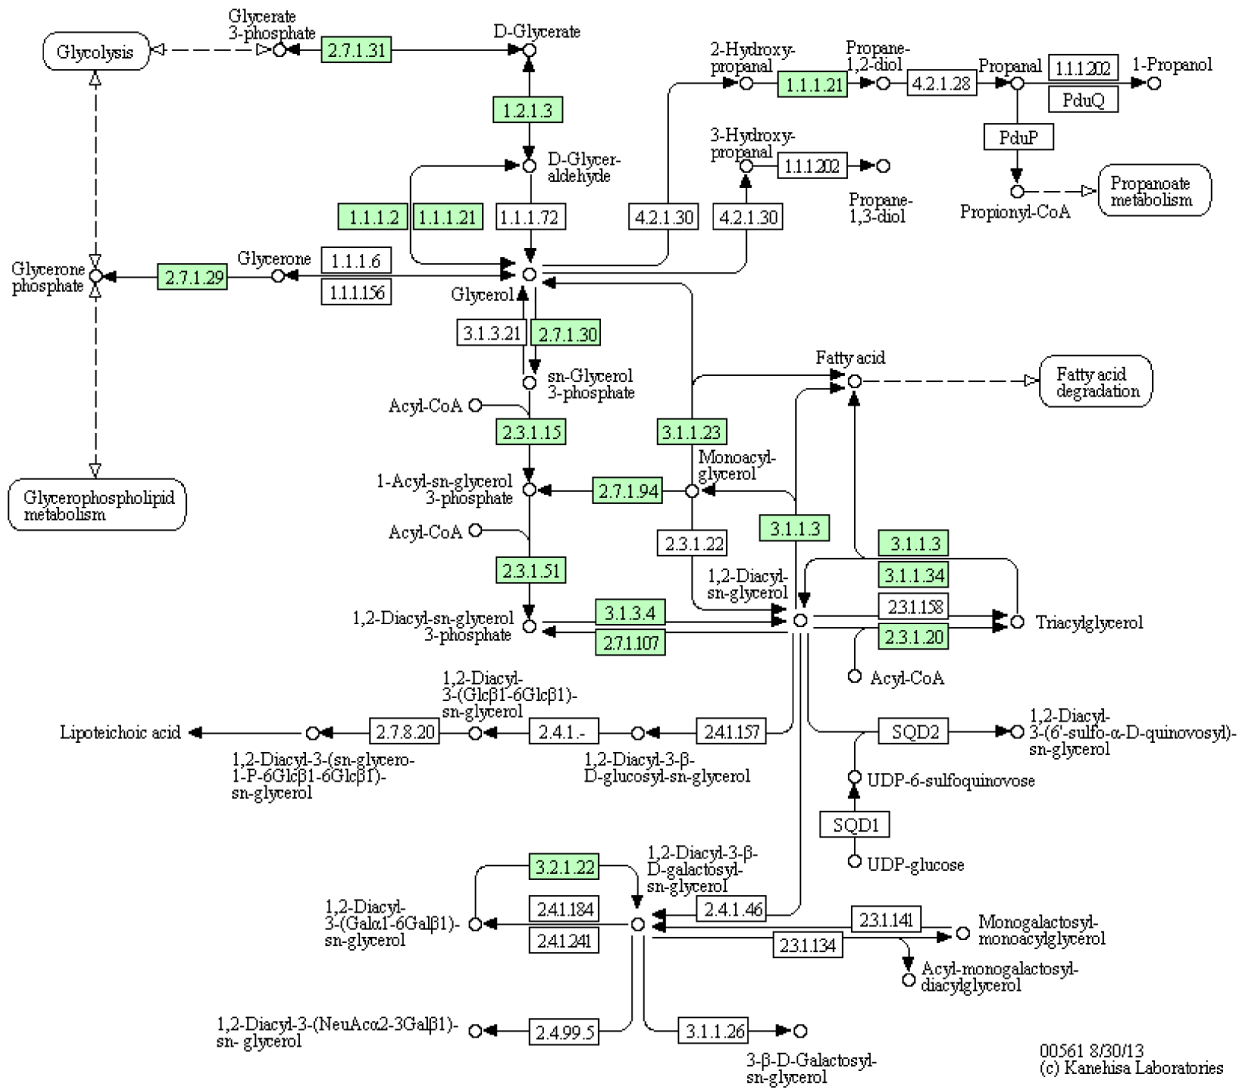 Glycerate
3-phosphate
D-Glycerate
Glycolysis
2.7.1.31
2-Hydroxy-
propanal
Propane-
1,2-diol
Propanal
1.1.1.202
1-Propanol
1.1.1.21
4.2.1.28
PduQ
1.2.1.3
PduP
3-Hydroxy-
propanal
D-Glycer-
aldehyde
1.1.1.202
Propane-
1,3-diol
Propionyl-CoA
Propanoate
metabolism
1.1.1.2
1.1.1.21
1.1.1.72
4.2.1.30
4.2.1.30
Glycerone
phosphate
2.7.1.29
Glycerone
1.1.1.6
1.1.1.156
Glycerol
3.1.3.21
2.7.1.30
Fatty acid
sn-Glycerol
3-phosphate
Fatty acid
degradation
Acyl-CoA
2.3.1.15
3.1.1.23
Monoacyl-
glycerol
1-Acyl-sn-glycerol
3-phosphate
2.7.1.94
Glycerophospholipid
metabolism
Acyl-CoA
2.3.1.22
3.1.1.3
3.1.1.3
2.3.1.51
3.1.1.34
1,2-Diacyl-
sn-glycerol
2.3.1.158
1,2-Diacyl-sn-glycerol
3-phosphate
3.1.3.4
2.7.1.107
2.3.1.20
Triacylglycerol
Acyl-CoA
1,2-Diacyl-
3-(Glcβ1-6Glcβ1)-
sn-glycerol
Lipoteichoic acid
2.7.8.20
2.4.1.-
2.4.1.157
SQD2
1,2-Diacyl-
3-(6'-sulfo-α-D-quinovosyl)-
sn-glycerol
1,2-Diacyl-3-(sn-glycero-
1-P-6Glcβ1-6Glcβ1)-
sn-glycerol
1,2-Diacyl-3-β-
D-glucosyl-sn-glycerol
UDP-6-sulfoquinovose
SQD1
UDP-glucose
3.2.1.22
1,2-Diacyl-3-β-
D-galactosyl-
sn-glycerol
1,2-Diacyl-
3-(Galα1-6Galβ1)-
sn-glycerol
2.4.1.184
2.4.1.241
2.4.1.46
2.3.1.141
2.3.1.134
Monogalactosyl-
monoacylglycerol
Acyl-monogalactosyl-
diacylglycerol
1,2-Diacyl-3-(NeuAcα2-3Galβ1)-
sn- glycerol
2.4.99.5
3.1.1.26
3-β-D-Galactosyl-
sn-glycerol
00561 8/30/13
(c) Kanehisa Laboratories